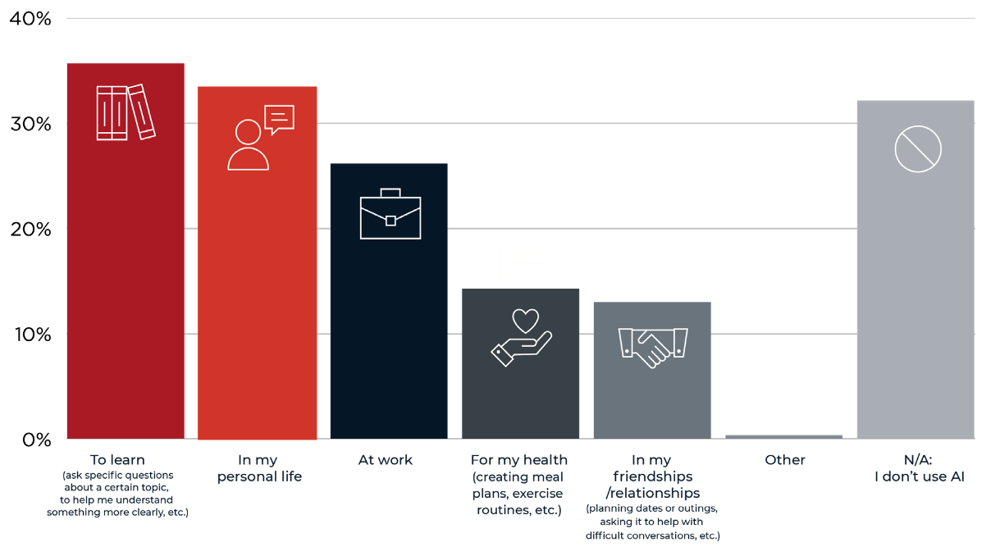 40%
30%
20%
10%
0%
To learn
(ask specific questions
about a certain topic,
to help me understand
something more clearly, etc.)
In my
personal life
At work
For my health
(creating meal
plans, exercise
routines, etc.)
In my
friendships
/relationships
(planning dates or outings,
asking it to help with
difficult conversations, etc.)
Other
N/A:
I don't use AI